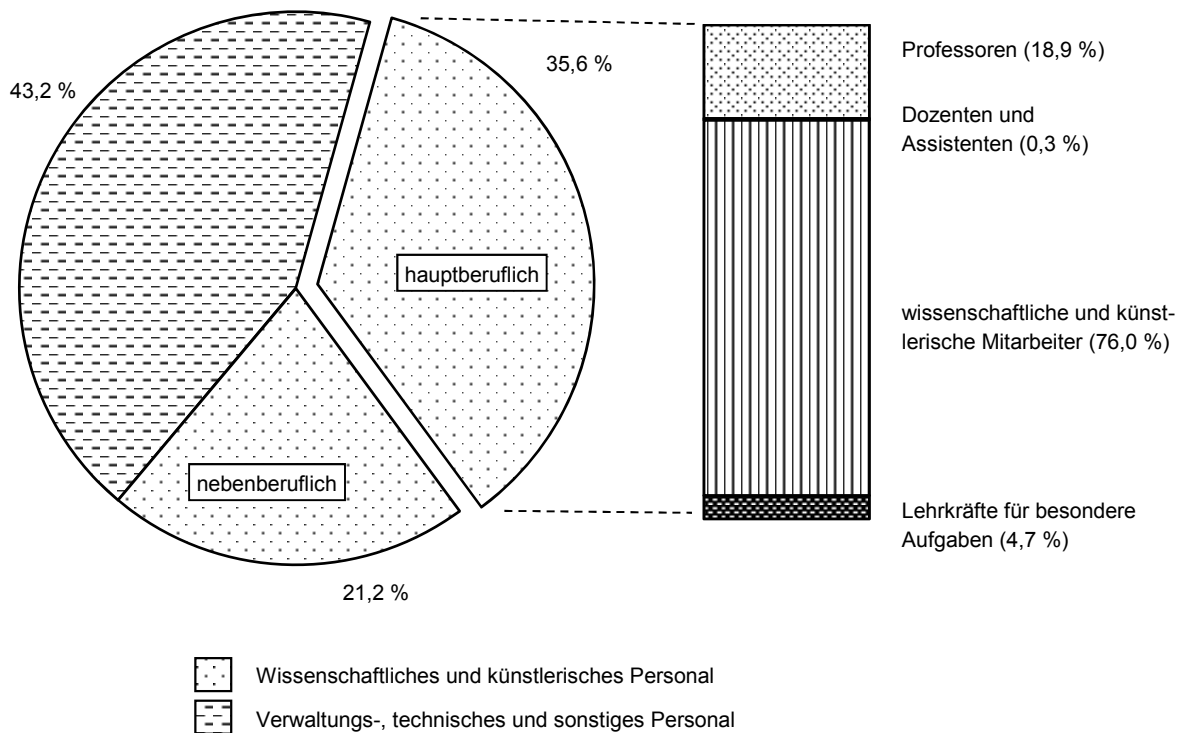 43,2 %
35,6 %
hauptberuflich
nebenberuflich
21,2 %
Professoren (18,9 %)
Dozenten und
Assistenten (0,3 %)
wissenschaftliche und künst-
lerische Mitarbeiter (76,0 %)
Lehrkräfte für besondere
Aufgaben (4,7 %)
Wissenschaftliches und künstlerisches Personal
Verwaltungs-, technisches und sonstiges Personal